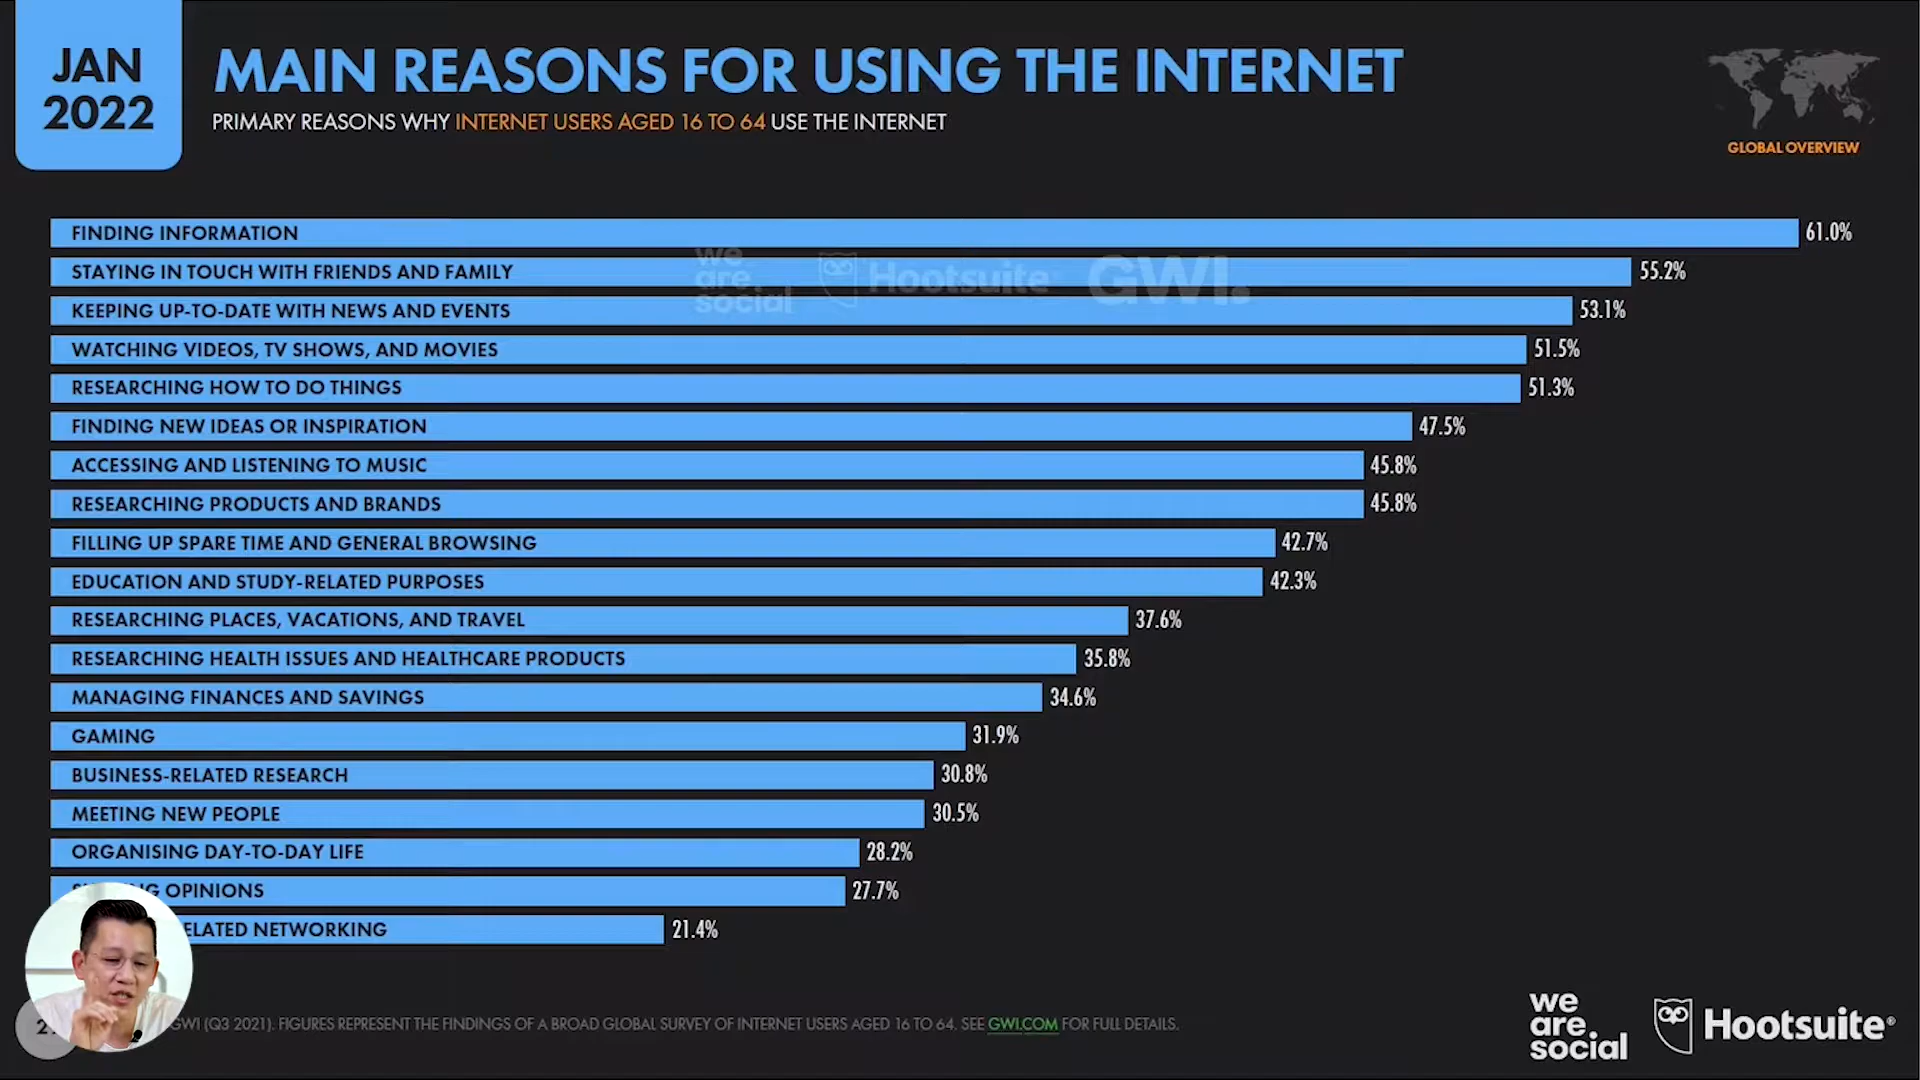 JAN
2022
MAIN REASONS FOR USING THE INTERNET
PRIMARY REASONS WHY INTERNET USERS AGED 16 TO 64 USE THE INTERNET
GLOBAL OVERVIEW
FINDING INFORMATION 61.0%
STAYING IN TOUCH WITH FRIENDS AND FAMILY 55.2%
KEEPING UP-TO-DATE WITH NEWS AND EVENTS 53.1%
WATCHING VIDEOS, TV SHOWS, AND MOVIES 51.5%
RESEARCHING HOW TO DO THINGS 51.3%
FINDING NEW IDEAS OR INSPIRATION 47.5%
ACCESSING AND LISTENING TO MUSIC 45.8%
RESEARCHING PRODUCTS AND BRANDS 45.8%
FILLING UP SPARE TIME AND GENERAL BROWSING 42.7%
EDUCATION AND STUDY-RELATED PURPOSES 42.3%
RESEARCHING PLACES, VACATIONS, AND TRAVEL 37.6%
RESEARCHING HEALTH ISSUES AND HEALTHCARE PRODUCTS 35.8%
MANAGING FINANCES AND SAVINGS 34.6%
GAMING 31.9%
BUSINESS-RELATED RESEARCH 30.8%
MEETING NEW PEOPLE 30.5%
ORGANISING DAY-TO-DAY LIFE 28.2%
OPINIONS 27.7%
NETWORKING 21.4%
we are social Hootsuite GWI.
GWI (Q3 2021). FIGURES REPRESENT THE FINDINGS OF A BROAD GLOBAL SURVEY OF INTERNET USERS AGED 16 TO 64. SEE GWI.COM FOR FULL DETAILS.
we
are
social
Hootsuite®